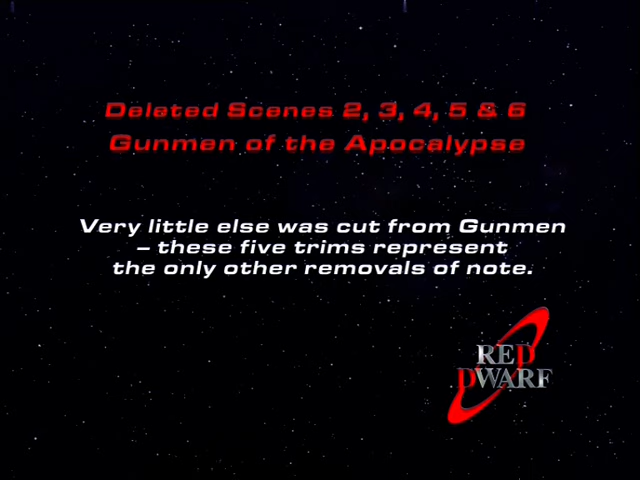 Deleted Scenes 2, 3, 4, 5 & 6
Gunmen of the Apocalypse
Very little else was cut from Gunmen
– these five trims represent
the only other removals of note.
RED
DWARF